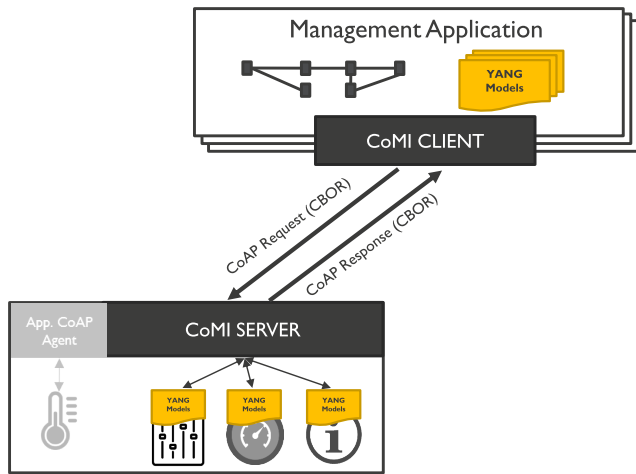 Management Application
YANG
Models
CoMI CLIENT
CoAP Request (CBOR)
CoAP Response (CBOR)
App. CoAP
Agent
CoMI SERVER
YANG
Models
YANG
Models
YANG
Models